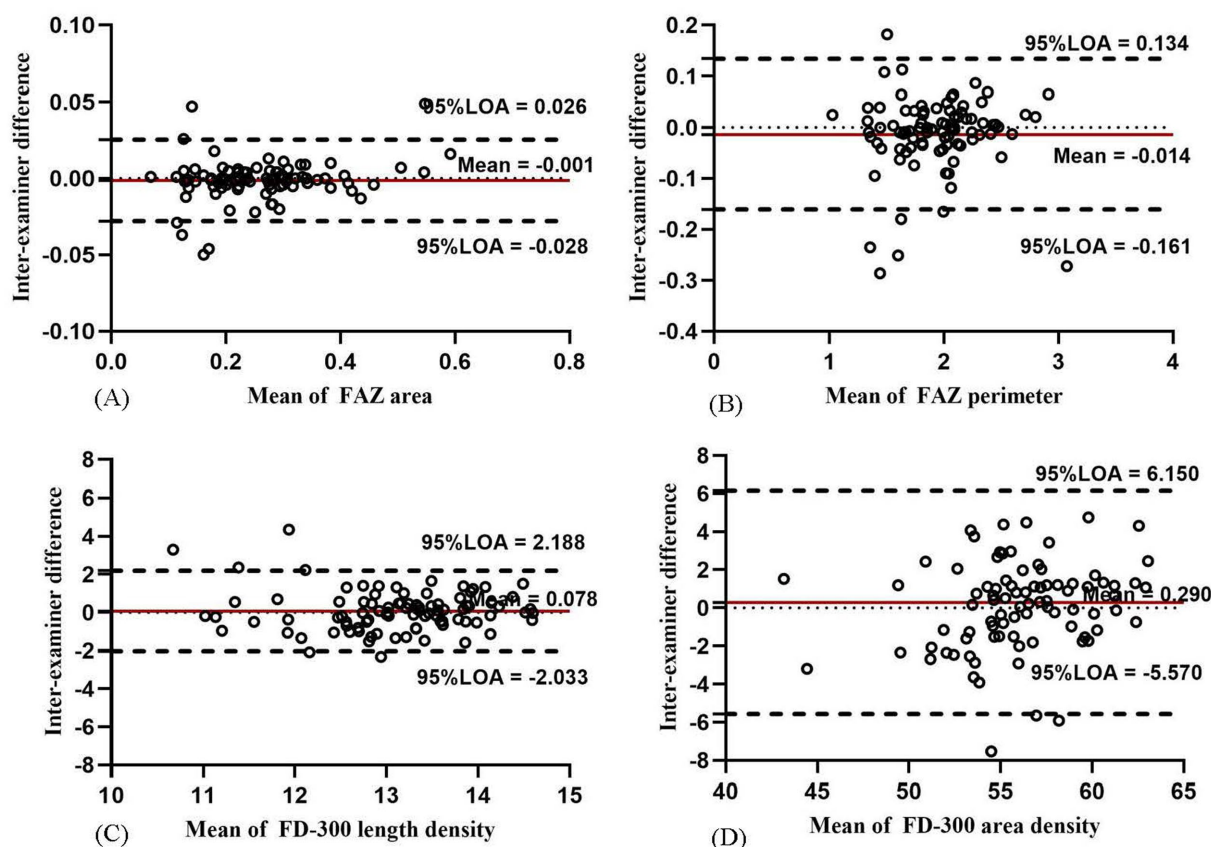 0.10
0.05
0.00
-0.05
-0.10
Inter-examiner difference
95%LOA = 0.026
Mean = -0.001
95%LOA = -0.028
0.0 0.2 0.4 0.6 0.8
Mean of FAZ area
(A)
0.2
0.1
0.0
-0.1
-0.2
-0.3
-0.4
Inter-examiner difference
95%LOA = 0.134
Mean = -0.014
95%LOA = -0.161
0 1 2 3 4
Mean of FAZ perimeter
(B)
8
6
4
2
0
-2
-4
-6
-8
Inter-examiner difference
95%LOA = 2.188
Mean = 0.078
95%LOA = -2.033
10 11 12 13 14 15
Mean of FD-300 length density
(C)
8
6
4
2
0
-2
-4
-6
-8
Inter-examiner difference
95%LOA = 6.150
Mean = 0.290
95%LOA = -5.570
40 45 50 55 60 65
Mean of FD-300 area density
(D)